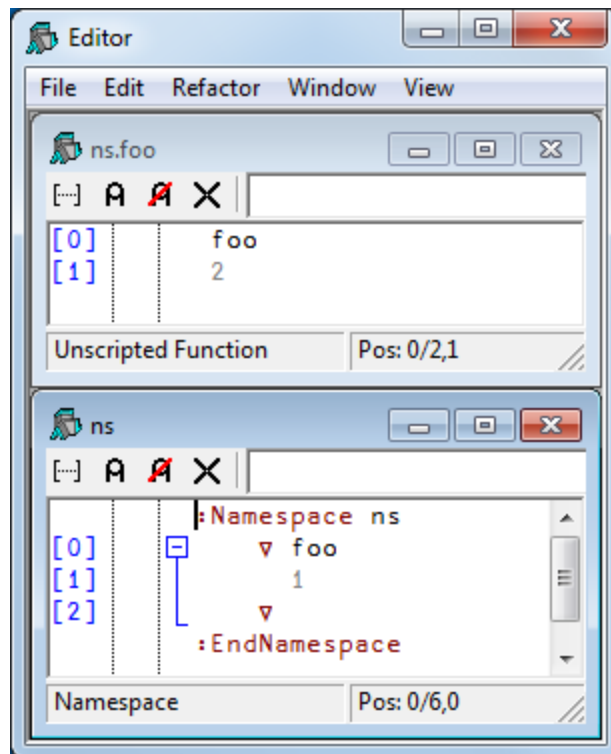 Editor
File Edit Refactor Window View
ns.foo
[0] foo
[1] 2
Unscripted Function Pos: 0/2,1
ns
:Namespace ns
[0] ∇ foo
[1] 1
[2] ∇
:EndNamespace
Namespace Pos: 0/6,0